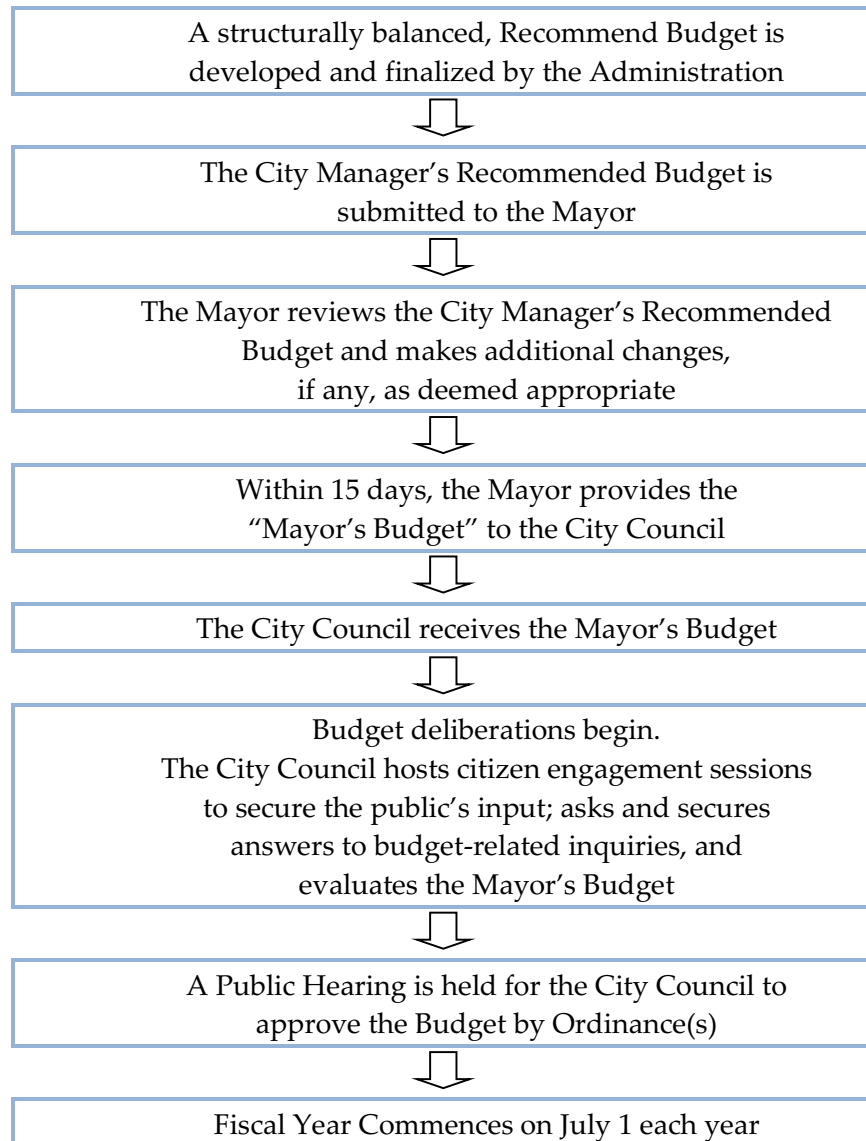 A structurally balanced, Recommend Budget is
developed and finalized by the Administration
The City Manager’s Recommended Budget is
submitted to the Mayor
The Mayor reviews the City Manager’s Recommended
Budget and makes additional changes,
if any, as deemed appropriate
Within 15 days, the Mayor provides the
“Mayor’s Budget” to the City Council
The City Council receives the Mayor’s Budget
Budget deliberations begin.
The City Council hosts citizen engagement sessions
to secure the public’s input; asks and secures
answers to budget-related inquiries, and
evaluates the Mayor’s Budget
A Public Hearing is held for the City Council to
approve the Budget by Ordinance(s)
Fiscal Year Commences on July 1 each year